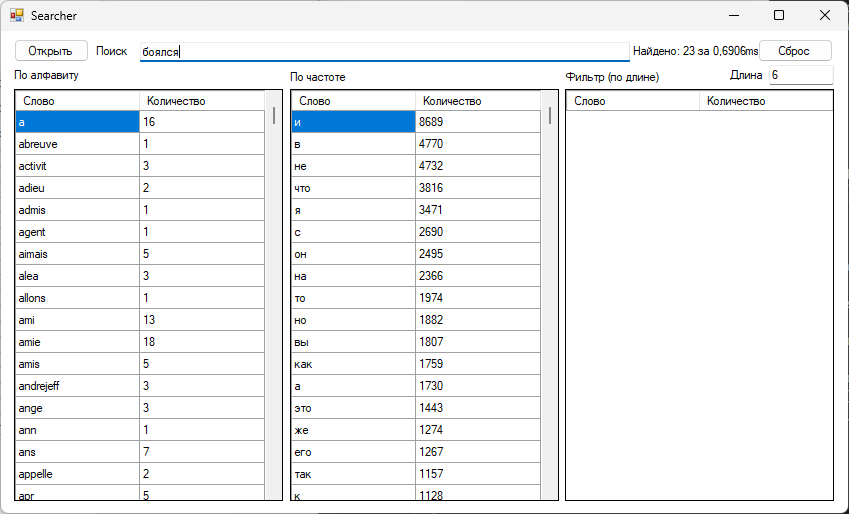 Searcher
Открыть Поиск боялся Найдено: 23 за 0,6906ms Сброс
По алфавиту По частоте Фильтр (по длине) Длина 6
Слово Количество Слово Количество Слово Количество
a 16 и 8689
abreuve 1 в 4770
activit 3 не 4732
adieu 2 что 3816
admis 1 я 3471
agent 1 с 2690
aimais 5 он 2495
alea 3 на 2366
allons 1 то 1974
ami 13 но 1882
amie 18 вы 1807
amis 5 как 1759
andrejeff 3 а 1730
ange 3 это 1443
ann 1 же 1274
ans 7 его 1267
appelle 2 так 1157
apr 5 к 1128